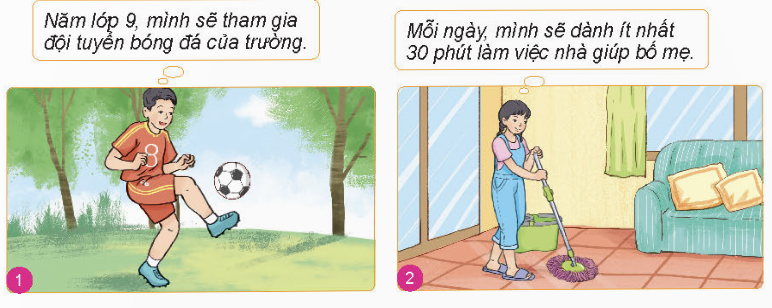 Năm lớp 9, mình sẽ tham gia
đội tuyển bóng đá của trường.
Mỗi ngày, mình sẽ dành ít nhất
30 phút làm việc nhà giúp bố mẹ.
8
1
2